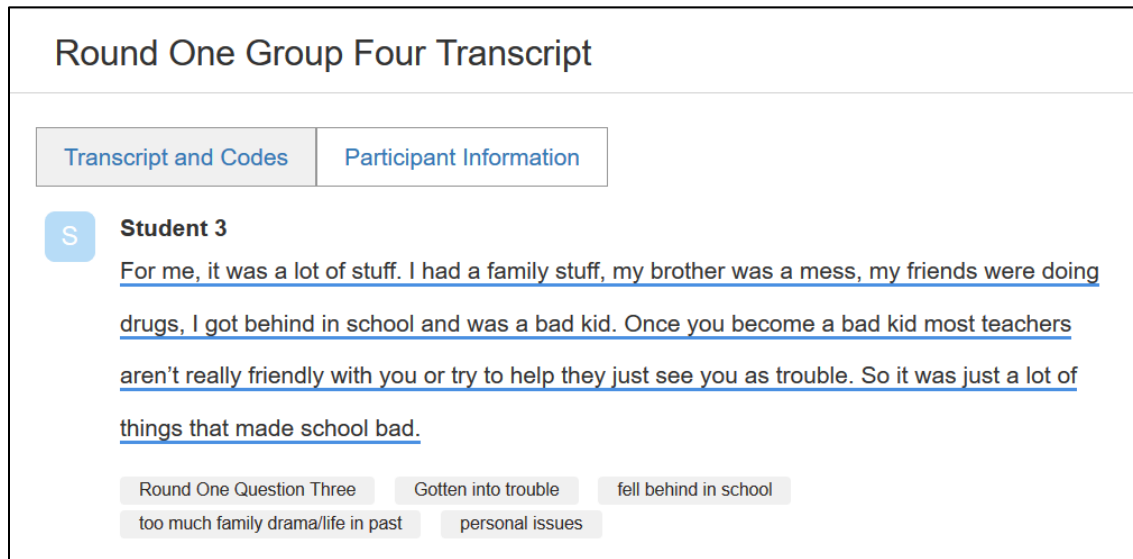 Round One Group Four Transcript
Transcript and Codes Participant Information
S
Student 3
For me, it was a lot of stuff. I had a family stuff, my brother was a mess, my friends were doing
drugs, I got behind in school and was a bad kid. Once you become a bad kid most teachers
aren’t really friendly with you or try to help they just see you as trouble. So it was just a lot of
things that made school bad.
Round One Question Three Gotten into trouble fell behind in school
too much family drama/life in past personal issues